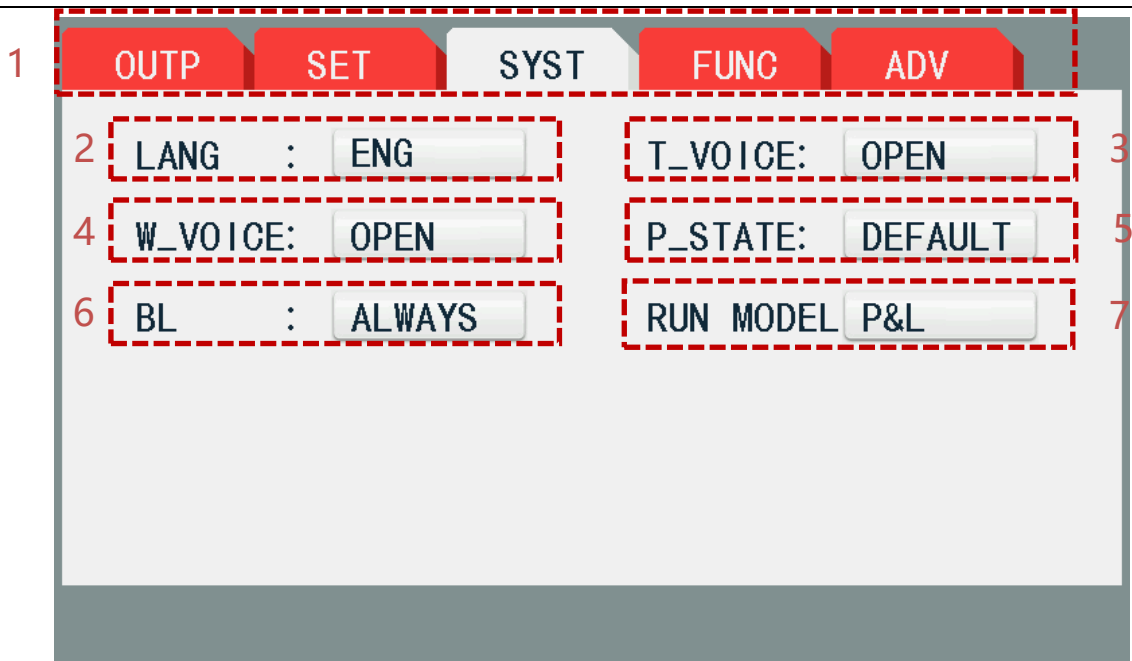 1 OUTP SET SYST FUNC ADV
2 LANG : ENG T_VOICE: OPEN 3
4 W_VOICE: OPEN P_STATE: DEFAULT 5
6 BL : ALWAYS RUN MODEL P&L 7